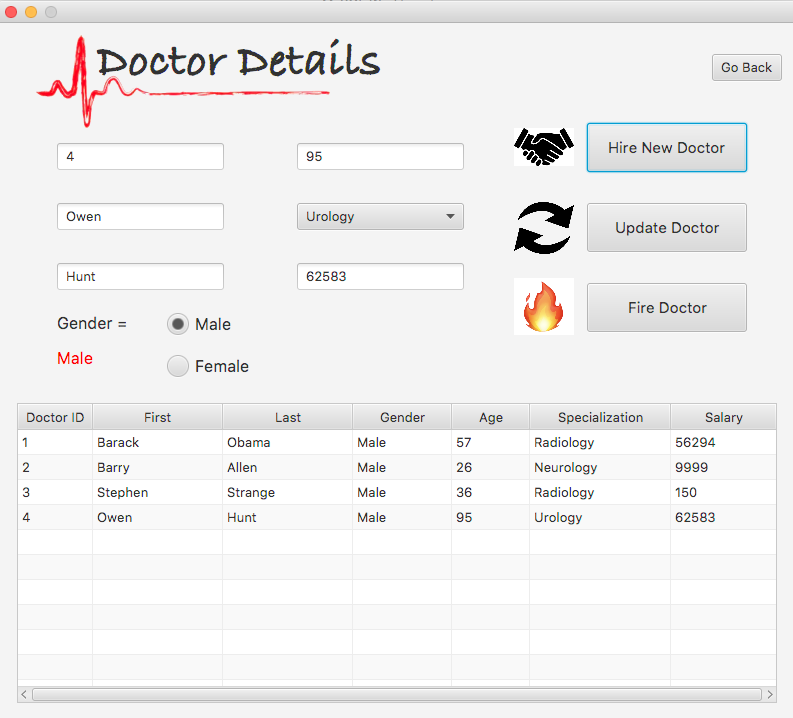 Doctor Details
Go Back
4
95
Hire New Doctor
Owen
Urology
Update Doctor
Hunt
62583
Fire Doctor
Gender =
Male
Male
Female
Doctor ID First Last Gender Age Specialization Salary
1 Barack Obama Male 57 Radiology 56294
2 Barry Allen Male 26 Neurology 9999
3 Stephen Strange Male 36 Radiology 150
4 Owen Hunt Male 95 Urology 62583